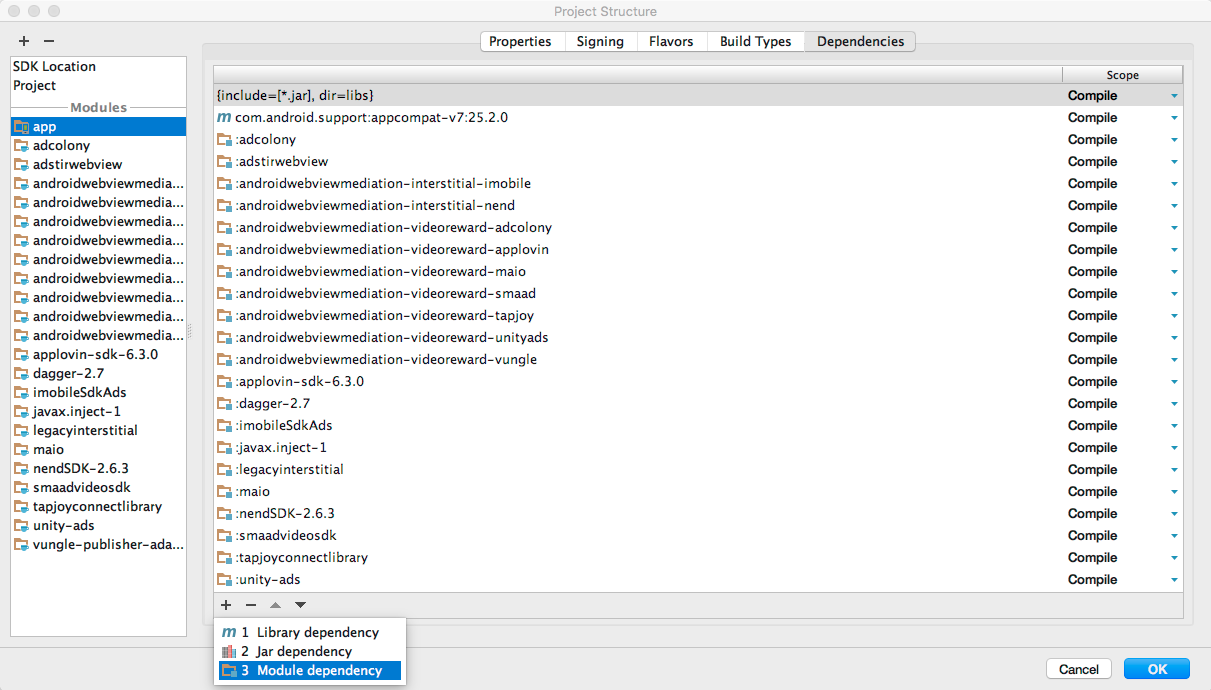 Project Structure
SDK Location
Project
Modules
app
adcolony
adstirwebview
androidwebviewmedia...
androidwebviewmedia...
androidwebviewmedia...
androidwebviewmedia...
androidwebviewmedia...
androidwebviewmedia...
androidwebviewmedia...
androidwebviewmedia...
androidwebviewmedia...
applovin-sdk-6.3.0
dagger-2.7
imobileSdkAds
javax.inject-1
legacyinterstitial
maio
nendSDK-2.6.3
smaadvideosdk
tapjoyconnectlibrary
unity-ads
vungle-publisher-ada...
Properties Signing Flavors Build Types Dependencies
Scope
{include=[*.jar], dir=libs} Compile
m com.android.support:appcompat-v7:25.2.0 Compile
:adcolony Compile
:adstirwebview Compile
:androidwebviewmediation-interstitial-imobile Compile
:androidwebviewmediation-interstitial-nend Compile
:androidwebviewmediation-videoreward-adcolony Compile
:androidwebviewmediation-videoreward-applovin Compile
:androidwebviewmediation-videoreward-maio Compile
:androidwebviewmediation-videoreward-smaad Compile
:androidwebviewmediation-videoreward-tapjoy Compile
:androidwebviewmediation-videoreward-unityads Compile
:androidwebviewmediation-videoreward-vungle Compile
:applovin-sdk-6.3.0 Compile
:dagger-2.7 Compile
:imobileSdkAds Compile
:javax.inject-1 Compile
:legacyinterstitial Compile
:maio Compile
:nendSDK-2.6.3 Compile
:smaadvideosdk Compile
:tapjoyconnectlibrary Compile
:unity-ads Compile
m 1 Library dependency
2 Jar dependency
3 Module dependency
Cancel OK